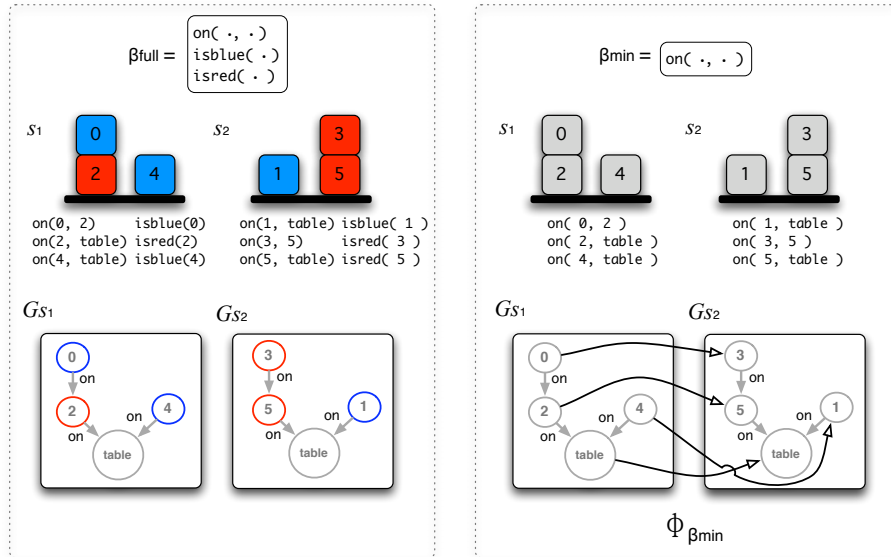 βfull = on( ·, · )
isblue( · )
isred( · )
s1
0
2
4
s2
3
1
5
on(0, 2) isblue(0)
on(2, table) isred(2)
on(4, table) isblue(4)
on(1, table) isblue( 1 )
on(3, 5) isred( 3 )
on(5, table) isred( 5 )
Gs1
0
on
2
on
4
on
table
Gs2
3
on
5
on
1
on
table
βmin = on( ·, · )
s1
0
2
4
s2
3
1
5
on( 0, 2 )
on( 2, table )
on( 4, table )
on( 1, table )
on( 3, 5 )
on( 5, table )
Gs1
0
on
2
on
4
on
table
Gs2
3
on
5
on
1
on
table
Φβmin